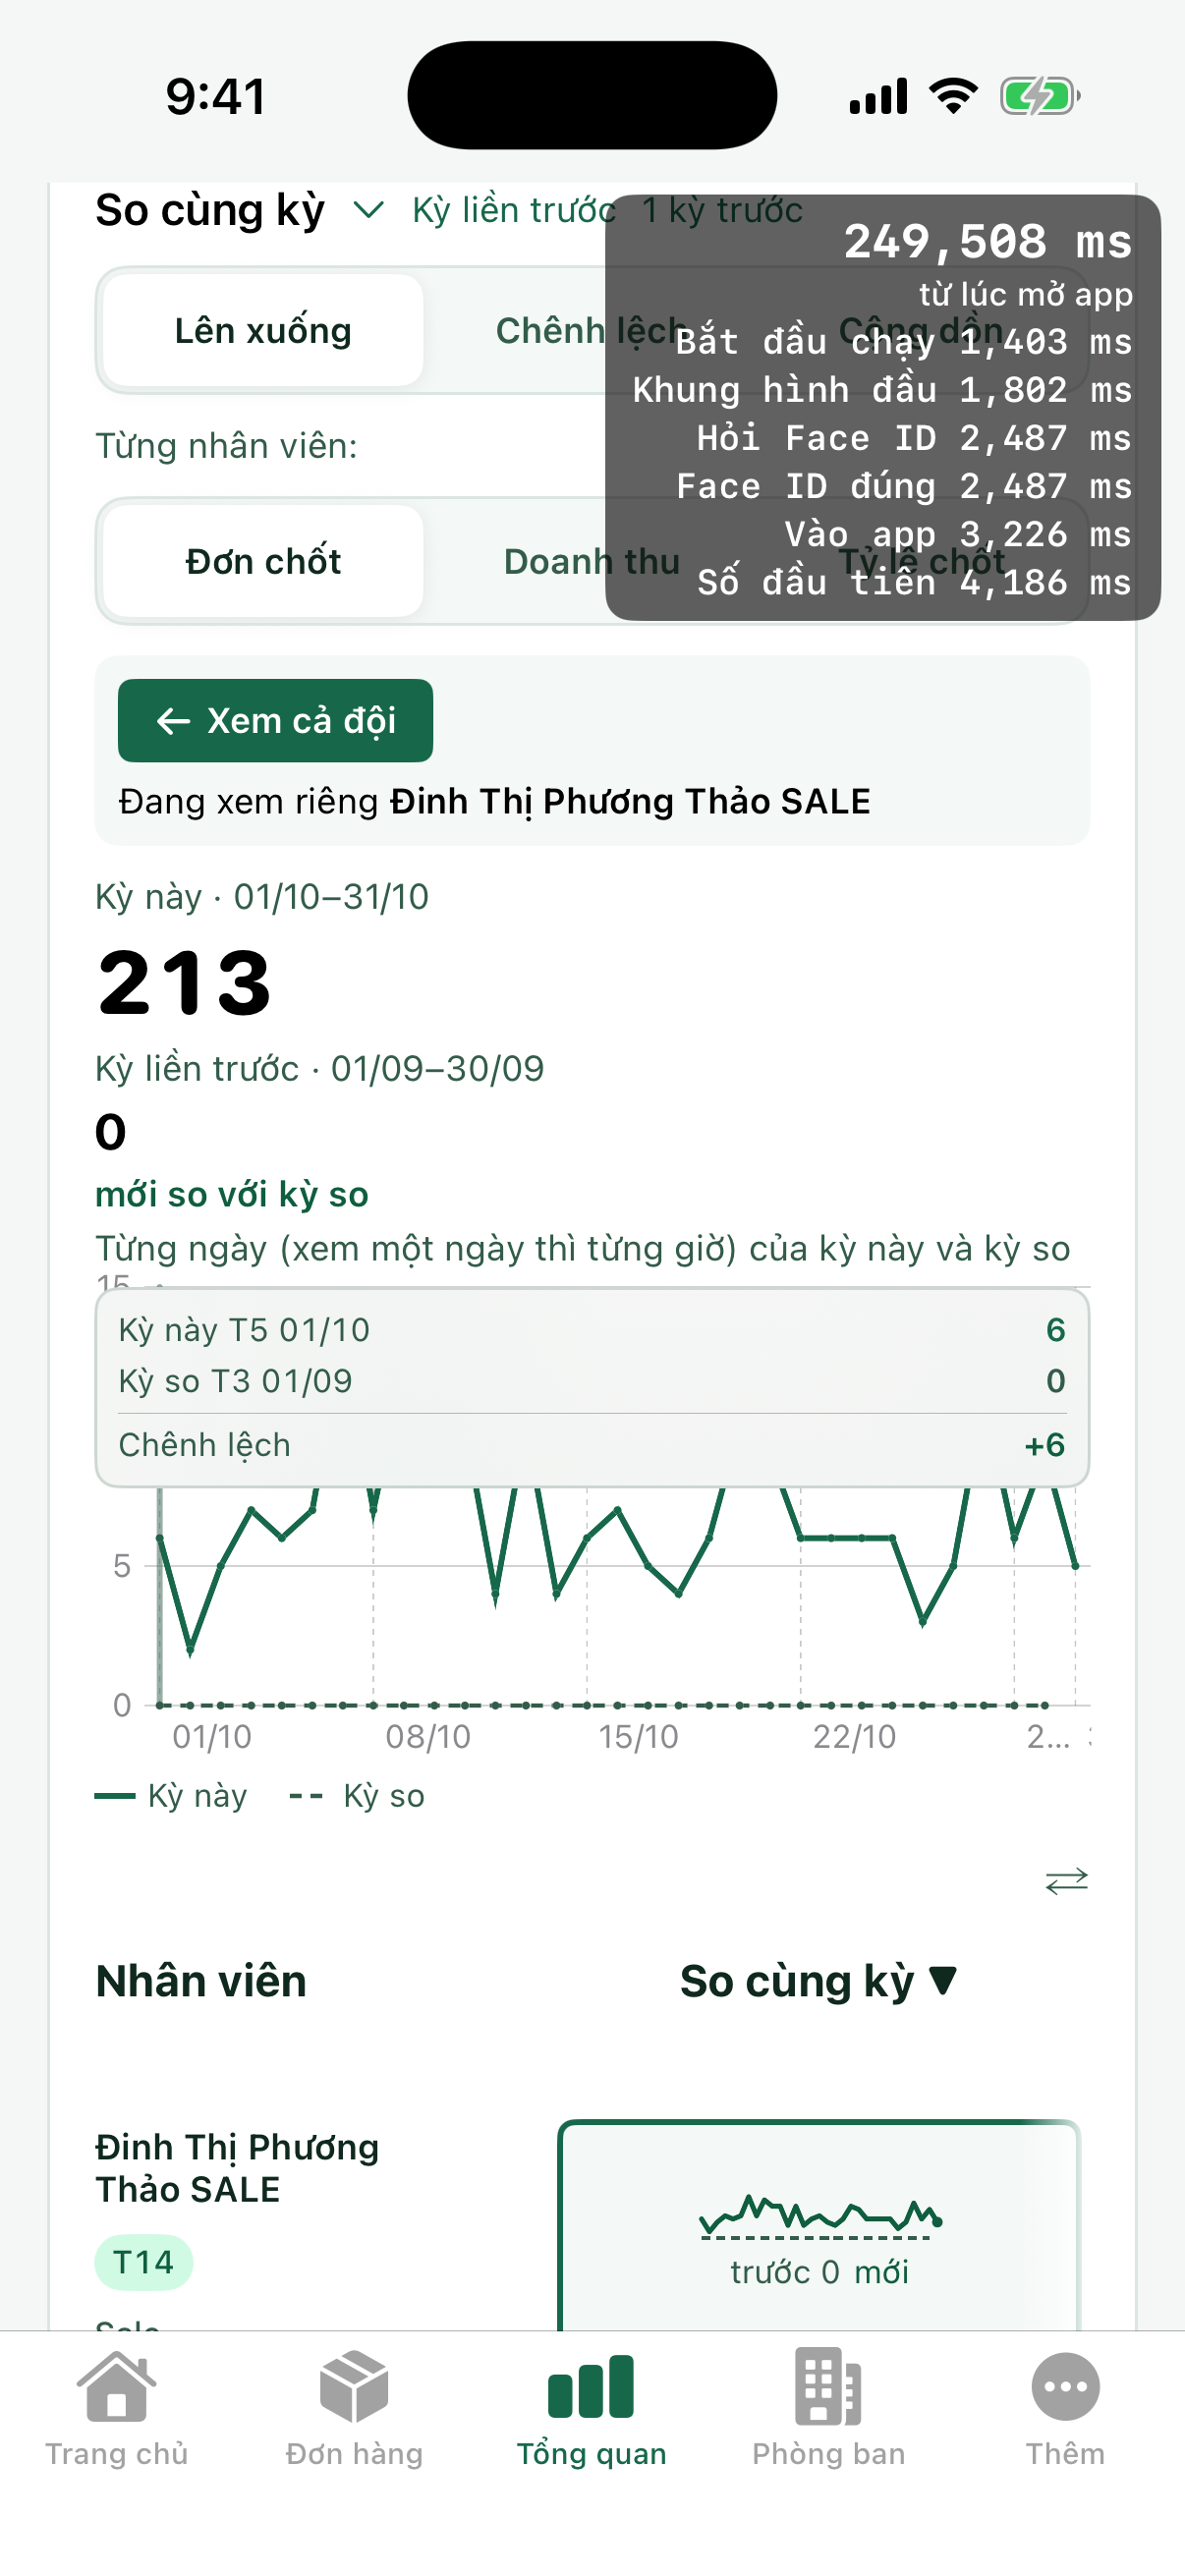 9:41
So cùng kỳ Kỳ liền trước 1 kỳ trước
249,508 ms
từ lúc mở app
Bắt đầu chạy 1,403 ms
Khung hình đầu 1,802 ms
Hỏi Face ID 2,487 ms
Face ID đúng 2,487 ms
Vào app 3,226 ms
Số đầu tiên 4,186 ms
Lên xuống Chênh lệch Cộng dồn
Từng nhân viên:
Đơn chốt Doanh thu Tỷ lệ chốt
← Xem cả đội
Đang xem riêng Đinh Thị Phương Thảo SALE
Kỳ này · 01/10–31/10
213
Kỳ liền trước · 01/09–30/09
0
mới so với kỳ so
Từng ngày (xem một ngày thì từng giờ) của kỳ này và kỳ so
15
Kỳ này T5 01/10 6
Kỳ so T3 01/09 0
Chênh lệch +6
5
0
01/10 08/10 15/10 22/10 2...
Kỳ này Kỳ so
Nhân viên So cùng kỳ ▼
Đinh Thị Phương
Thảo SALE
T14
trước 0 mới
Sale
Trang chủ Đơn hàng Tổng quan Phòng ban Thêm